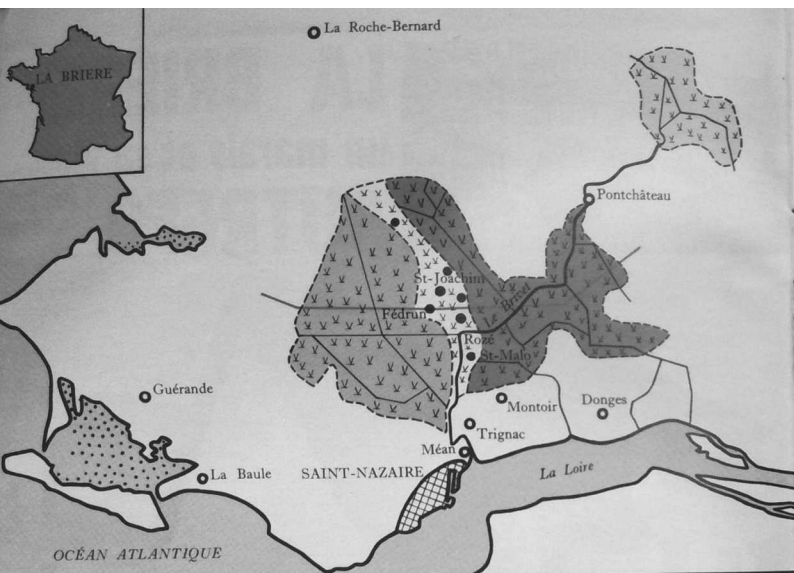 La Roche-Bernard
LA BRIERE
Pontchâteau
St-Joachim
Brivet
Fédrun
Rozé
St-Malo
Guérande
Montoir
Donges
Trignac
Méan
La Baule
SAINT-NAZAIRE
La Loire
OCÉAN ATLANTIQUE